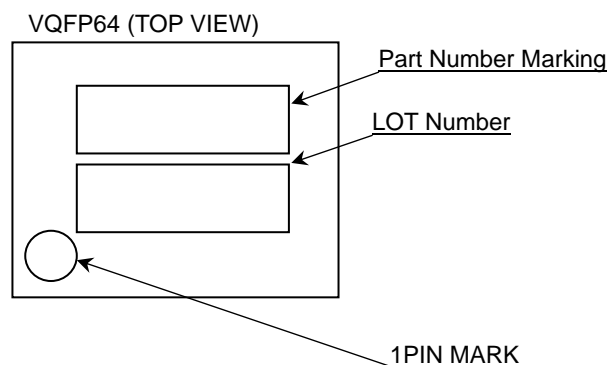 VQFP64 (TOP VIEW)
Part Number Marking
LOT Number
1PIN MARK